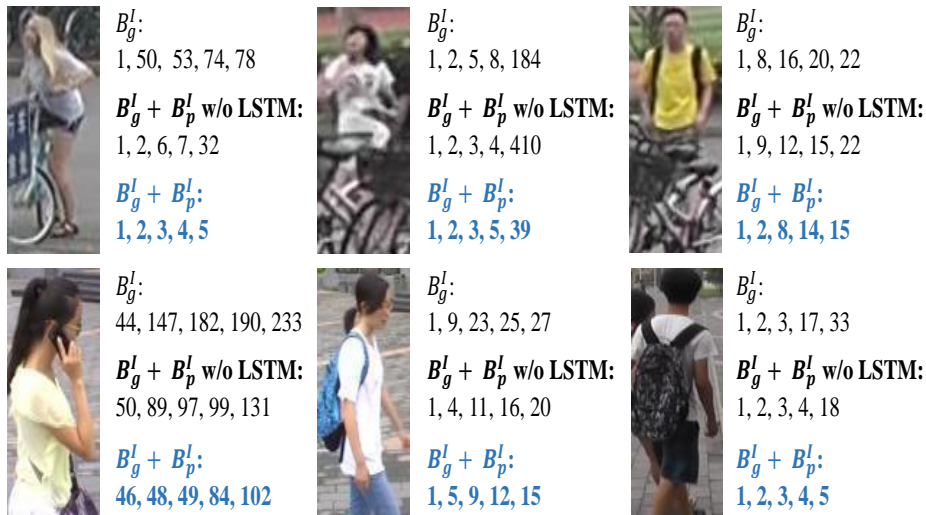 B_g^I:
1, 50, 53, 74, 78
B_g^I + B_p^I w/o LSTM:
1, 2, 6, 7, 32
B_g^I + B_p^I:
1, 2, 3, 4, 5
B_g^I:
1, 2, 5, 8, 184
B_g^I + B_p^I w/o LSTM:
1, 2, 3, 4, 410
B_g^I + B_p^I:
1, 2, 3, 5, 39
B_g^I:
1, 8, 16, 20, 22
B_g^I + B_p^I w/o LSTM:
1, 9, 12, 15, 22
B_g^I + B_p^I:
1, 2, 8, 14, 15
B_g^I:
44, 147, 182, 190, 233
B_g^I + B_p^I w/o LSTM:
50, 89, 97, 99, 131
B_g^I + B_p^I:
46, 48, 49, 84, 102
B_g^I:
1, 9, 23, 25, 27
B_g^I + B_p^I w/o LSTM:
1, 4, 11, 16, 20
B_g^I + B_p^I:
1, 5, 9, 12, 15
B_g^I:
1, 2, 3, 17, 33
B_g^I + B_p^I w/o LSTM:
1, 2, 3, 4, 18
B_g^I + B_p^I:
1, 2, 3, 4, 5